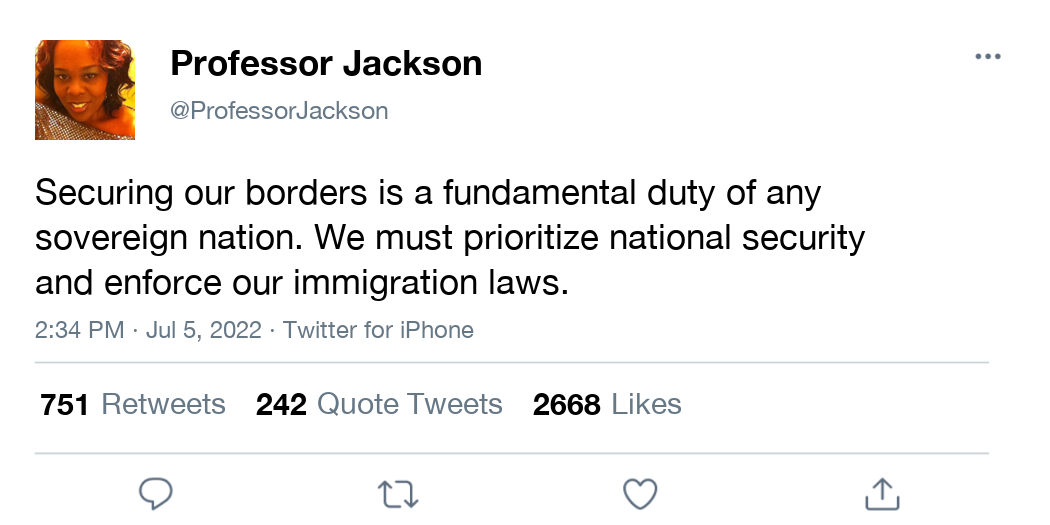 Professor Jackson
@ProfessorJackson
Securing our borders is a fundamental duty of any
sovereign nation. We must prioritize national security
and enforce our immigration laws.
2:34 PM · Jul 5, 2022 · Twitter for iPhone
751 Retweets 242 Quote Tweets 2668 Likes